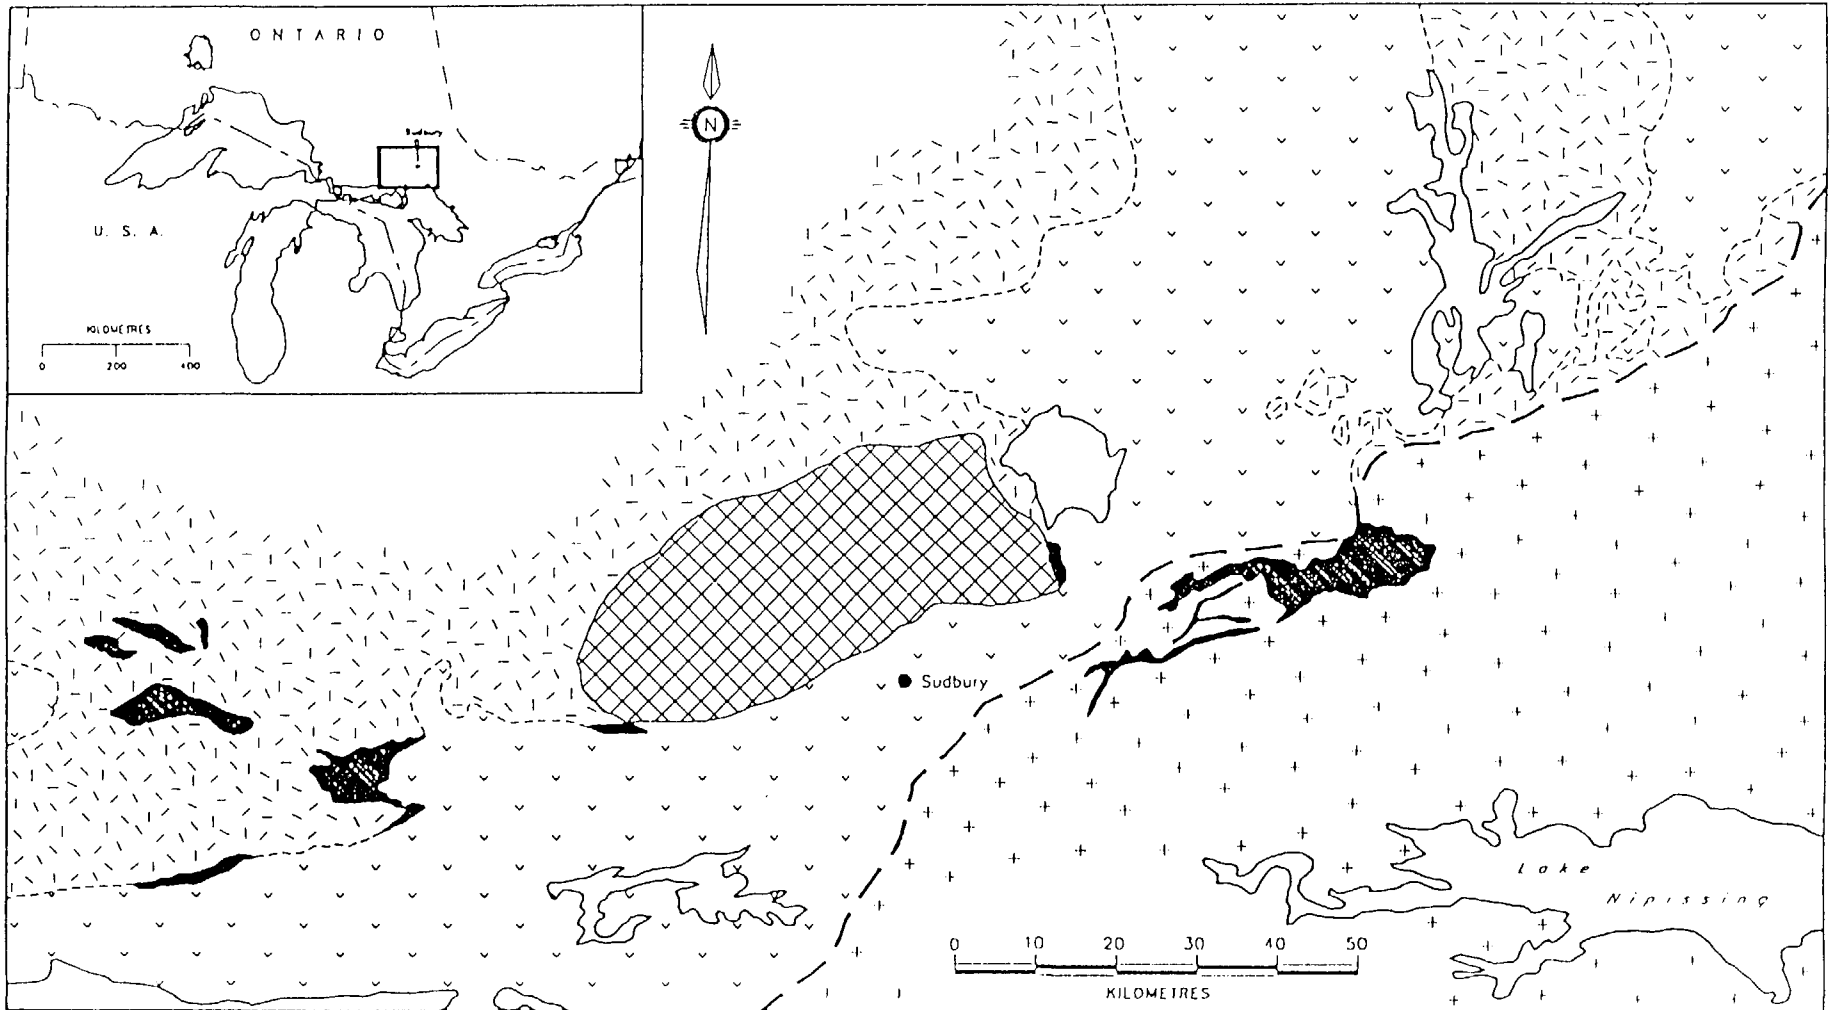 ONTARIO
Sudbury
U. S. A.
KILOMETRES
0 200 400
N
Sudbury
Lake
Nipissing
0 10 20 30 40 50
KILOMETRES